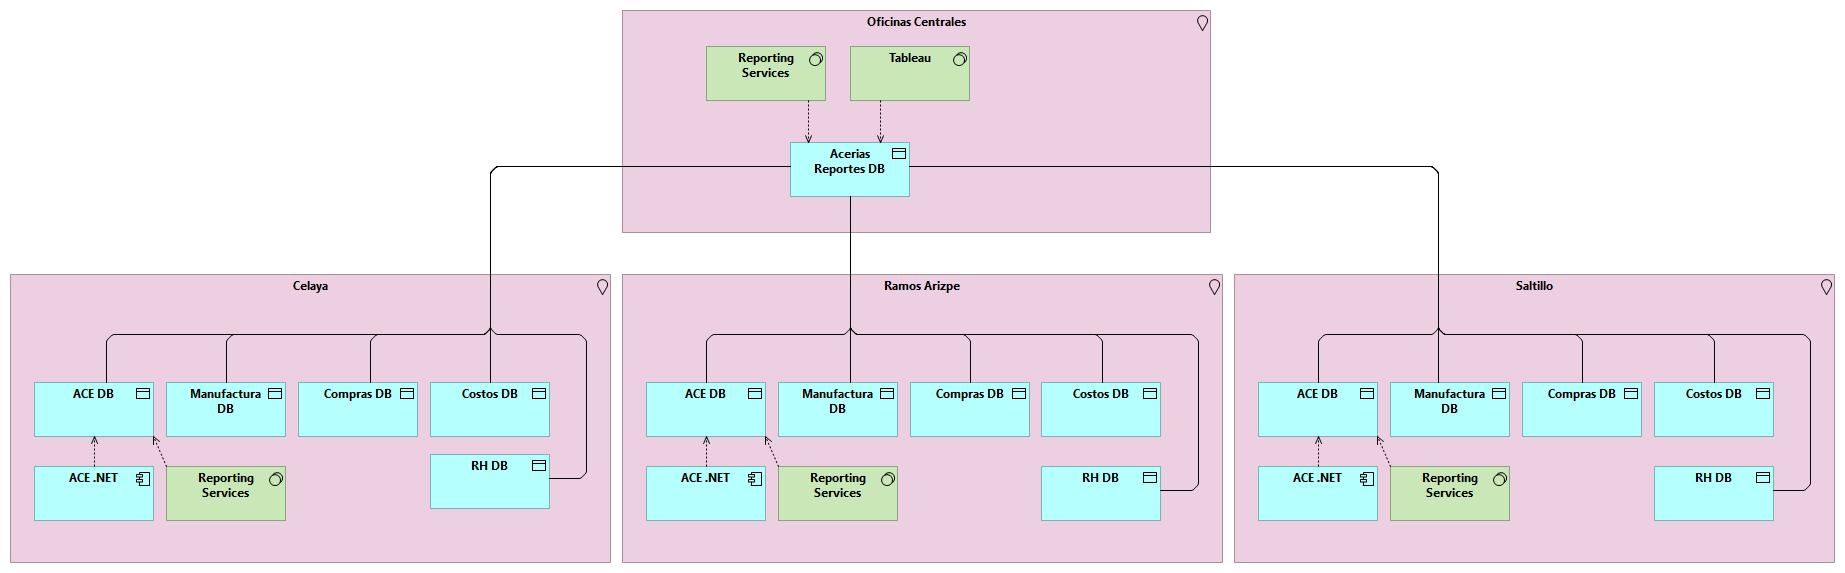 Oficinas Centrales
Reporting
Services
Tableau
Acerias
Reportes DB
Celaya
ACE DB
Manufactura
DB
Compras DB
Costos DB
ACE .NET
Reporting
Services
RH DB
Ramos Arizpe
ACE DB
Manufactura
DB
Compras DB
Costos DB
ACE .NET
Reporting
Services
RH DB
Saltillo
ACE DB
Manufactura
DB
Compras DB
Costos DB
ACE .NET
Reporting
Services
RH DB